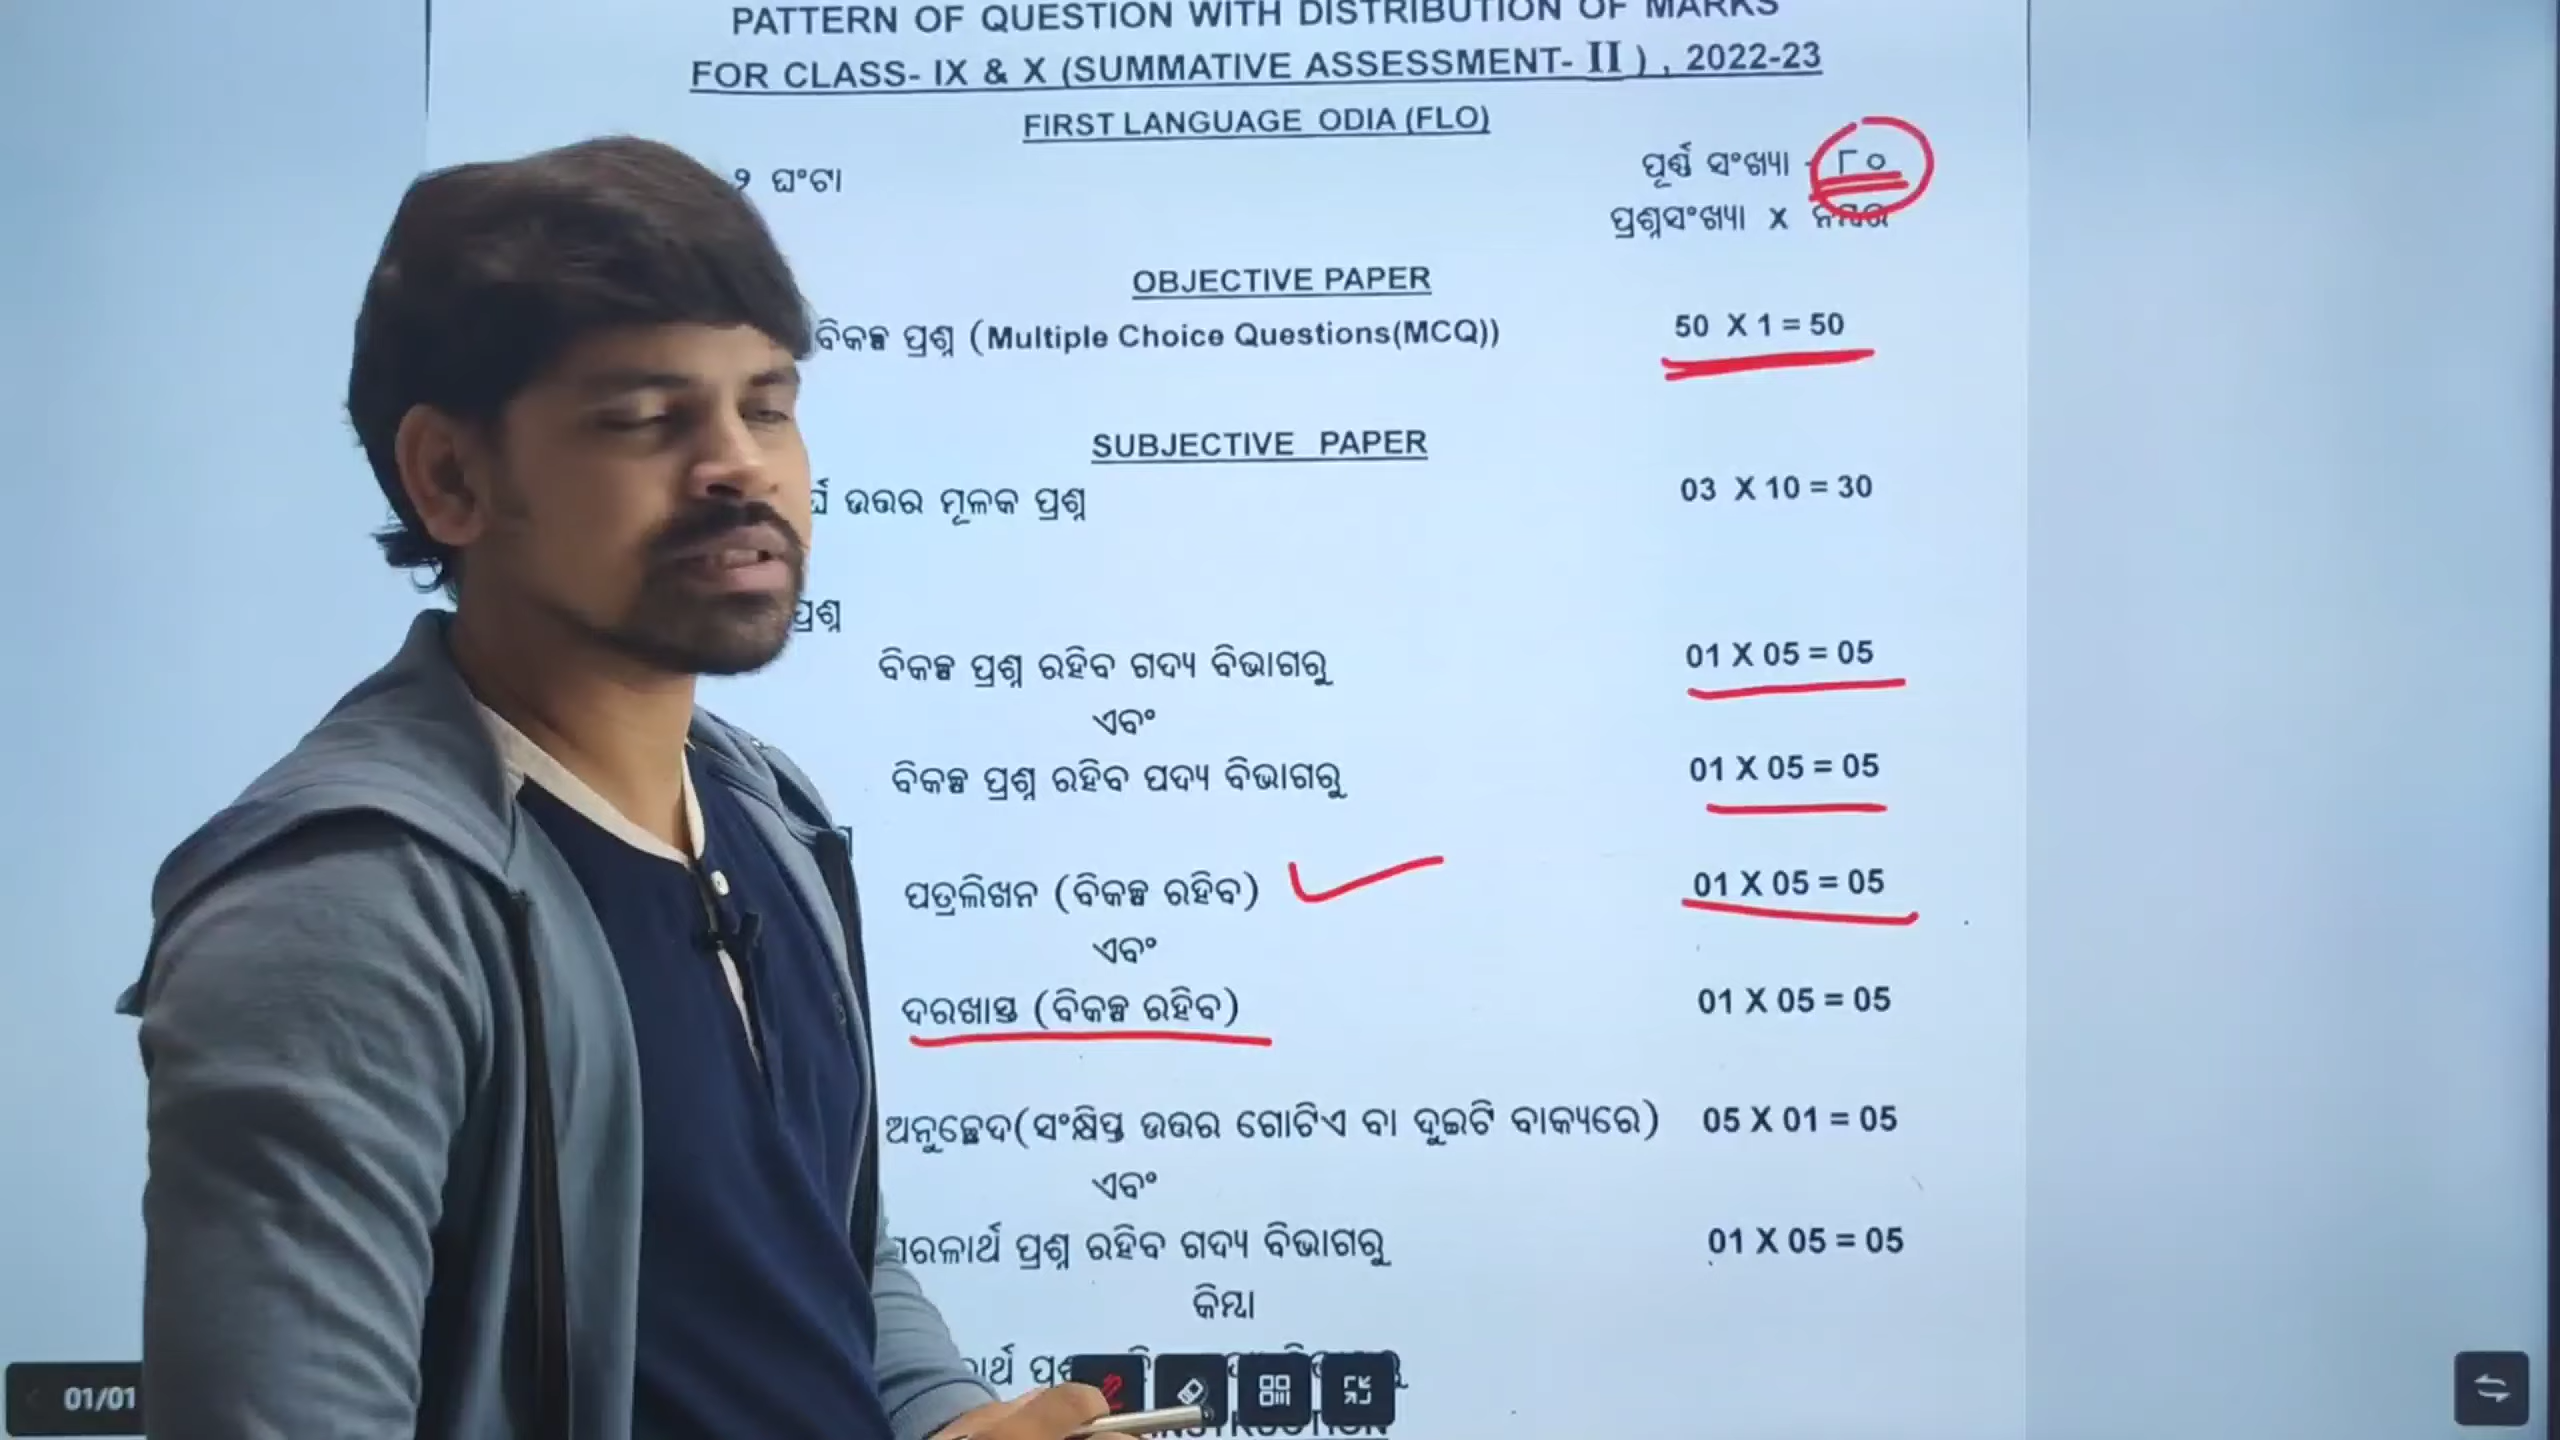 PATTERN OF QUESTION WITH DISTRIBUTION OF MARKS
FOR CLASS- IX & X (SUMMATIVE ASSESSMENT- II ) , 2022-23
FIRST LANGUAGE ODIA (FLO)
୨ ଘଂଟା
ପୂର୍ଣ୍ଣ ସଂଖ୍ୟା - ୮୦
ପ୍ରଶ୍ନସଂଖ୍ୟା X ନମ୍ବର
OBJECTIVE PAPER
ବିକଳ୍ପ ପ୍ରଶ୍ନ (Multiple Choice Questions(MCQ)) 50 X 1 = 50
SUBJECTIVE PAPER
ଉତ୍ତର ମୂଳକ ପ୍ରଶ୍ନ 03 X 10 = 30
ପ୍ରଶ୍ନ
ବିକଳ୍ପ ପ୍ରଶ୍ନ ରହିବ ଗଦ୍ୟ ବିଭାଗରୁ 01 X 05 = 05
ଏବଂ
ବିକଳ୍ପ ପ୍ରଶ୍ନ ରହିବ ପଦ୍ୟ ବିଭାଗରୁ 01 X 05 = 05
ପତ୍ରଲିଖନ (ବିକଳ୍ପ ରହିବ) 01 X 05 = 05
ଏବଂ
ଦରଖାସ୍ତ (ବିକଳ୍ପ ରହିବ) 01 X 05 = 05
ଅନୁଚ୍ଛେଦ(ସଂକ୍ଷିପ୍ତ ଉତ୍ତର ଗୋଟିଏ ବା ଦୁଇଟି ବାକ୍ୟରେ) 05 X 01 = 05
ଏବଂ
ପ୍ରଶ୍ନ ରହିବ ଗଦ୍ୟ ବିଭାଗରୁ 01 X 05 = 05
କିମ୍ବା
01/01